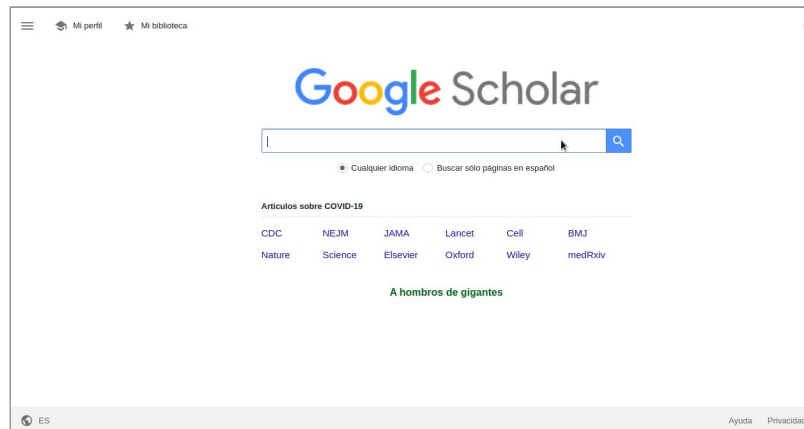 Mi perfil Mi biblioteca
Google Scholar
Cualquier idioma Buscar sólo páginas en español
Artículos sobre COVID-19
CDC NEJM JAMA Lancet Cell BMJ
Nature Science Elsevier Oxford Wiley medRxiv
A hombros de gigantes
ES Ayuda Privacidad